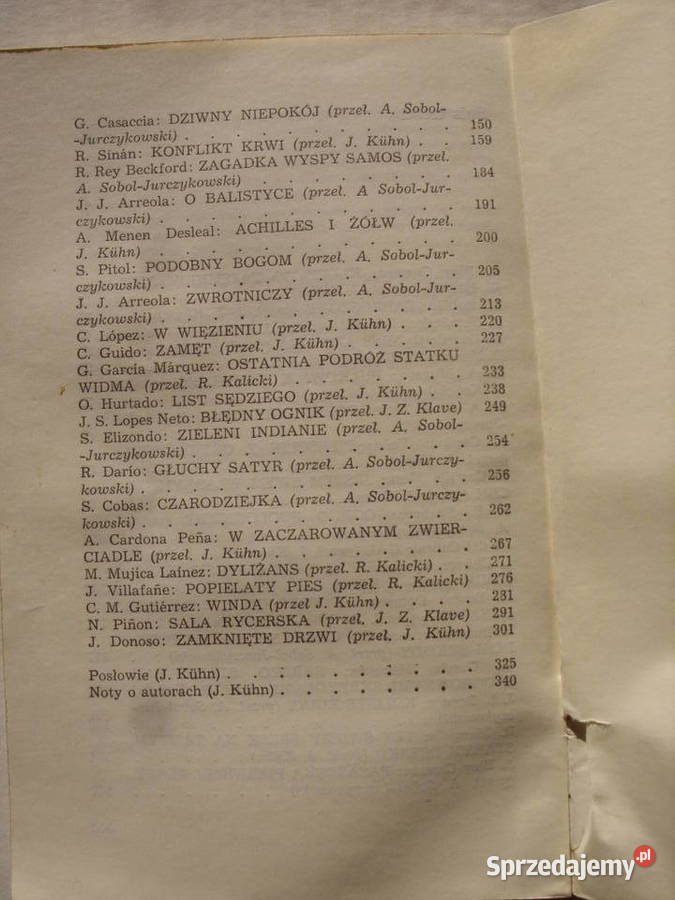 G. Casaccia: DZIWNY NIEPOKÓJ (przeł. A. Sobol-
-Jurczykowski) . . . . . . . . . . 150
R. Sinán: KONFLIKT KRWI (przeł. J. Kühn) . . 159
R. Rey Beckford: ZAGADKA WYSPY SAMOS (przeł.
A. Sobol-Jurczykowski) . . . . . . . . 184
J. J. Arreola: O BALISTYCE (przeł. A Sobol-Jur-
czykowski) . . . . . . . . . . . 191
A. Menen Desleal: ACHILLES I ŻÓŁW (przeł.
J. Kühn) . . . . . . . . . . . . 200
S. Pitol: PODOBNY BOGOM (przeł. A. Sobol-Jur-
czykowski) . . . . . . . . . . . 205
J. J. Arreola: ZWROTNICZY (przeł. A. Sobol-Jur-
czykowski) . . . . . . . . . . . 213
C. López: W WIĘZIENIU (przeł. J. Kühn) . . . 220
C. Guido: ZAMĘT (przeł. J. Kühn) . . . . . 227
G. García Márquez: OSTATNIA PODRÓŻ STATKU
WIDMA (przeł. R. Kalicki) . . . . . . . 233
O. Hurtado: LIST SĘDZIEGO (przeł. J. Kühn) . . 238
J. S. Lopes Neto: BŁĘDNY OGNIK (przeł. J. Z. Klave) 249
S. Elizondo: ZIELENI INDIANIE (przeł. A. Sobol-
-Jurczykowski) . . . . . . . . . . 254
R. Darío: GŁUCHY SATYR (przeł. A. Sobol-Jurczy-
kowski) . . . . . . . . . . . . 256
S. Cobas: CZARODZIEJKA (przeł. A. Sobol-Jurczy-
kowski) . . . . . . . . . . . . 262
A. Cardona Peña: W ZACZAROWANYM ZWIER-
CIADLE (przeł. J. Kühn) . . . . . . . 267
M. Mujica Laínez: DYLIŻANS (przeł. R. Kalicki) . . 271
J. Villafañe: POPIELATY PIES (przeł. R. Kalicki) 276
C. M. Gutiérrez: WINDA (przeł J. Kühn) . . . . 281
N. Piñon: SALA RYCERSKA (przeł. J. Z. Klave) 291
J. Donoso: ZAMKNIĘTE DRZWI (przeł. J. Kühn) 301
Posłowie (J. Kühn) . . . . . . . . . . 325
Noty o autorach (J. Kühn) . . . . . . . . 340
Sprzedajemy.pl